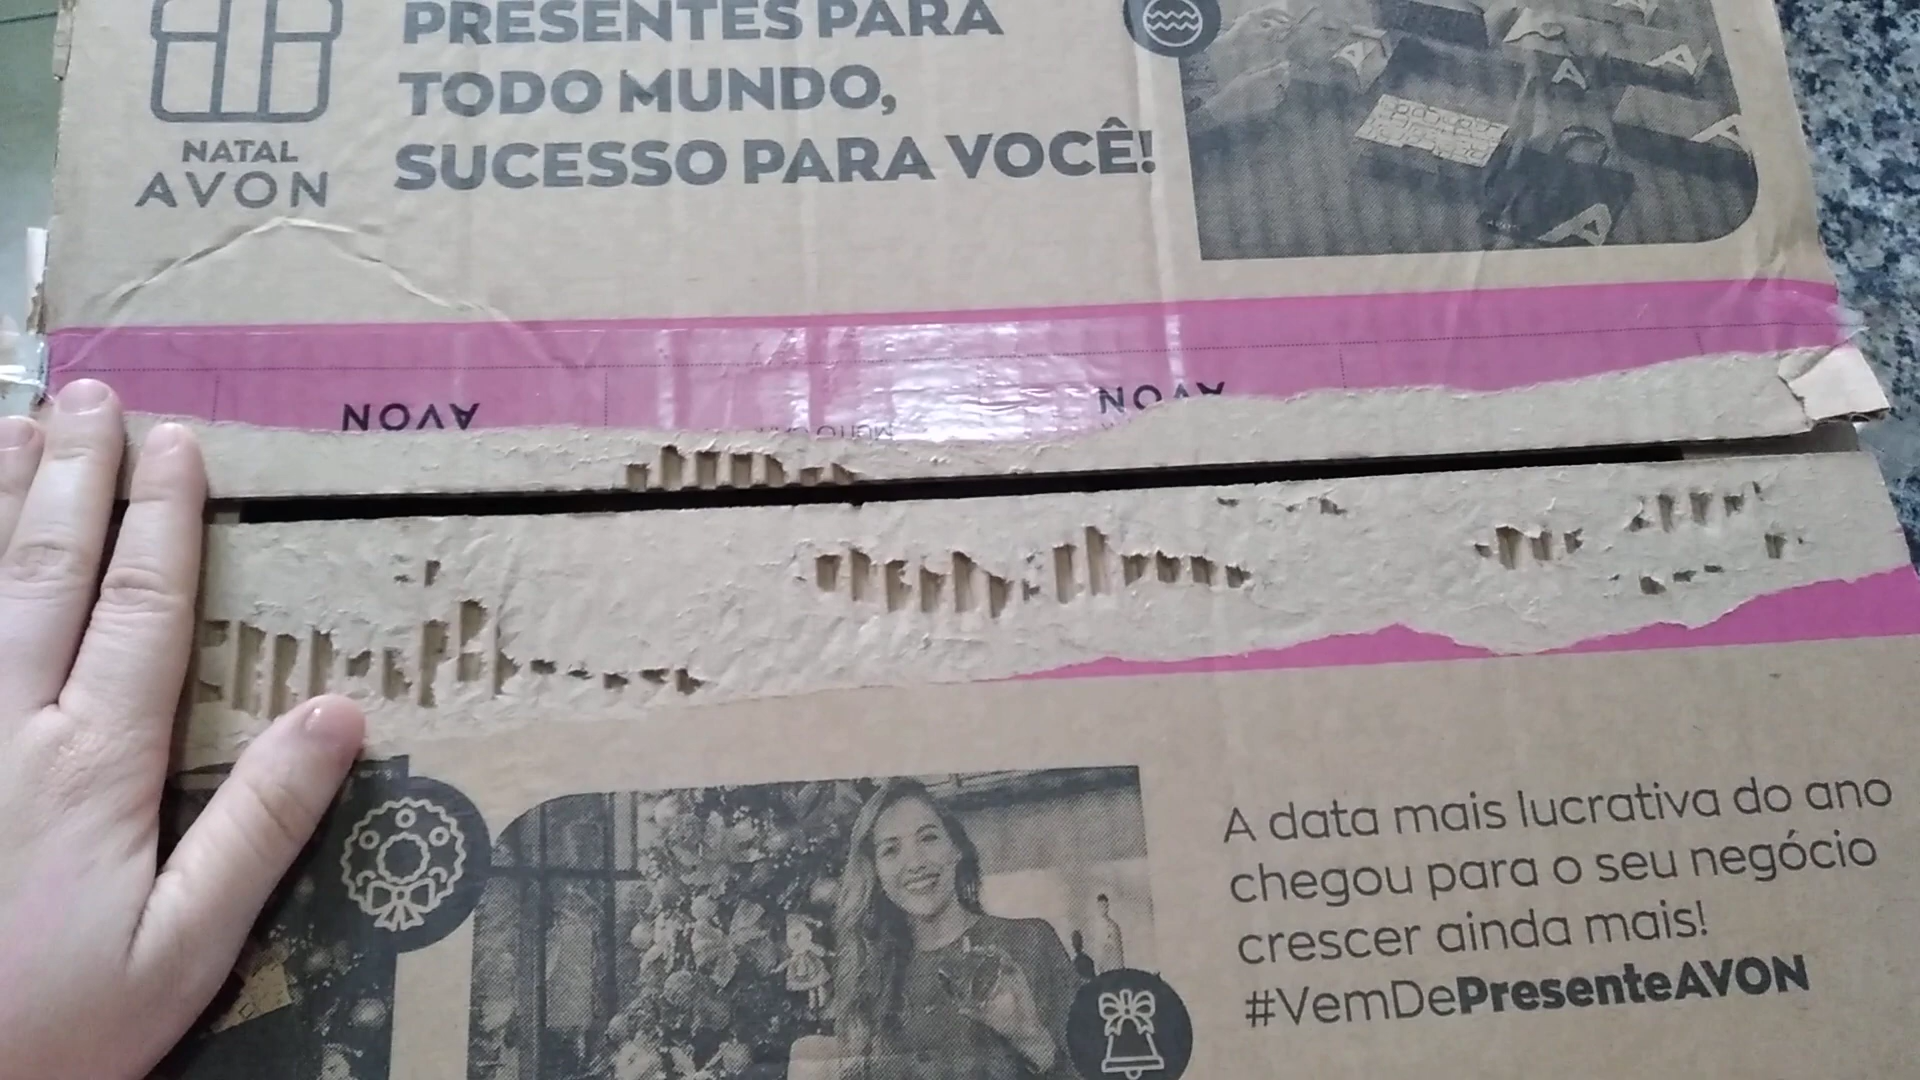 PRESENTES PARA
TODO MUNDO,
SUCESSO PARA VOCÊ!
NATAL
AVON
AVON
AVON
A data mais lucrativa do ano
chegou para o seu negócio
crescer ainda mais!
#VemDePresenteAVON